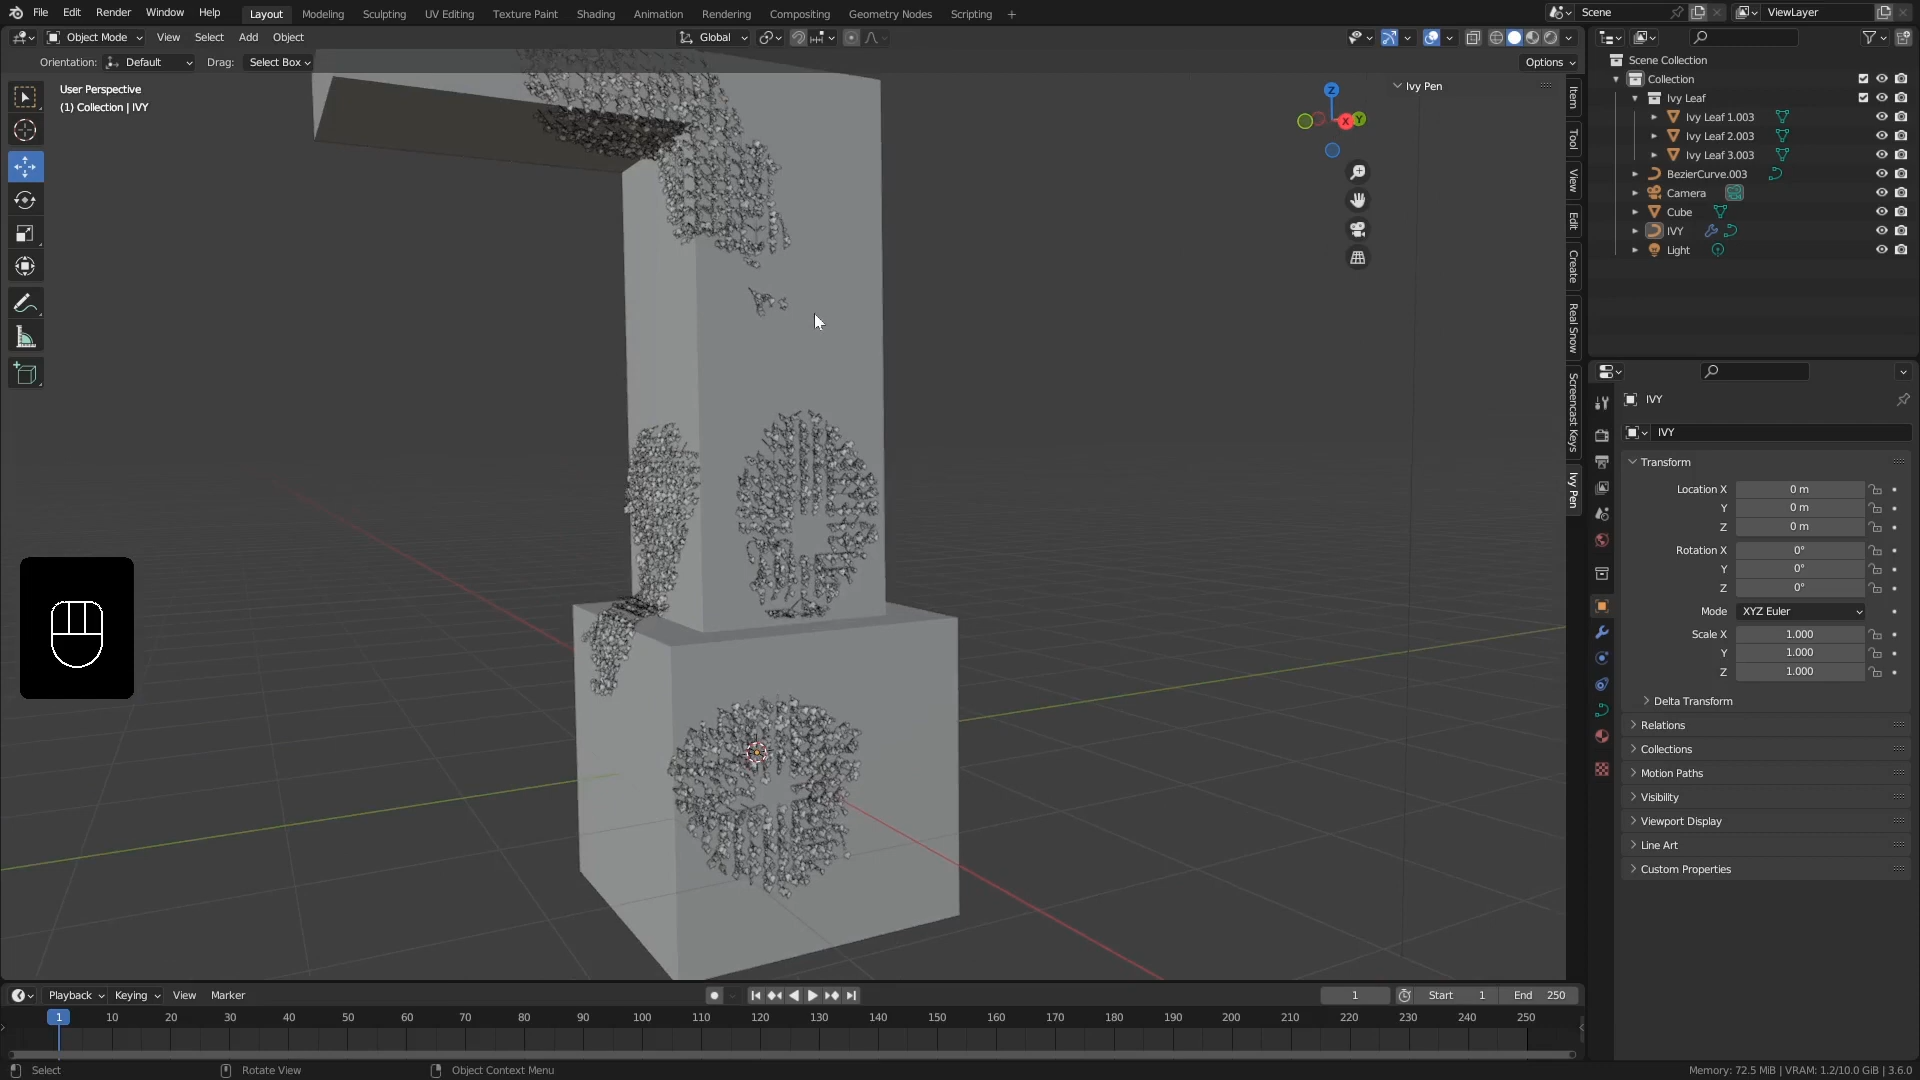 File Edit Render Window Help Layout Modeling Sculpting UV Editing Texture Paint Shading Animation Rendering Compositing Geometry Nodes Scripting + Scene ViewLayer
Object Mode View Select Add Object Global
Orientation: Default Drag: Select Box Options
User Perspective
(1) Collection | IVY
Ivy Pen
Z
X
Y
Item
Tool
View
Edit
Create
Real Snow
Screencast Keys
Ivy Pen
Scene Collection
Collection
Ivy Leaf
Ivy Leaf 1.003
Ivy Leaf 2.003
Ivy Leaf 3.003
BezierCurve.003
Camera
Cube
IVY
Light
IVY
IVY
Transform
Location X 0 m
Y 0 m
Z 0 m
Rotation X 0°
Y 0°
Z 0°
Mode XYZ Euler
Scale X 1.000
Y 1.000
Z 1.000
Delta Transform
Relations
Collections
Motion Paths
Visibility
Viewport Display
Line Art
Custom Properties
Playback Keying View Marker 1 Start 1 End 250
1 10 20 30 40 50 60 70 80 90 100 110 120 130 140 150 160 170 180 190 200 210 220 230 240 250
Select Rotate View Object Context Menu Memory: 72.5 MiB | VRAM: 1.2/10.0 GiB | 3.6.0